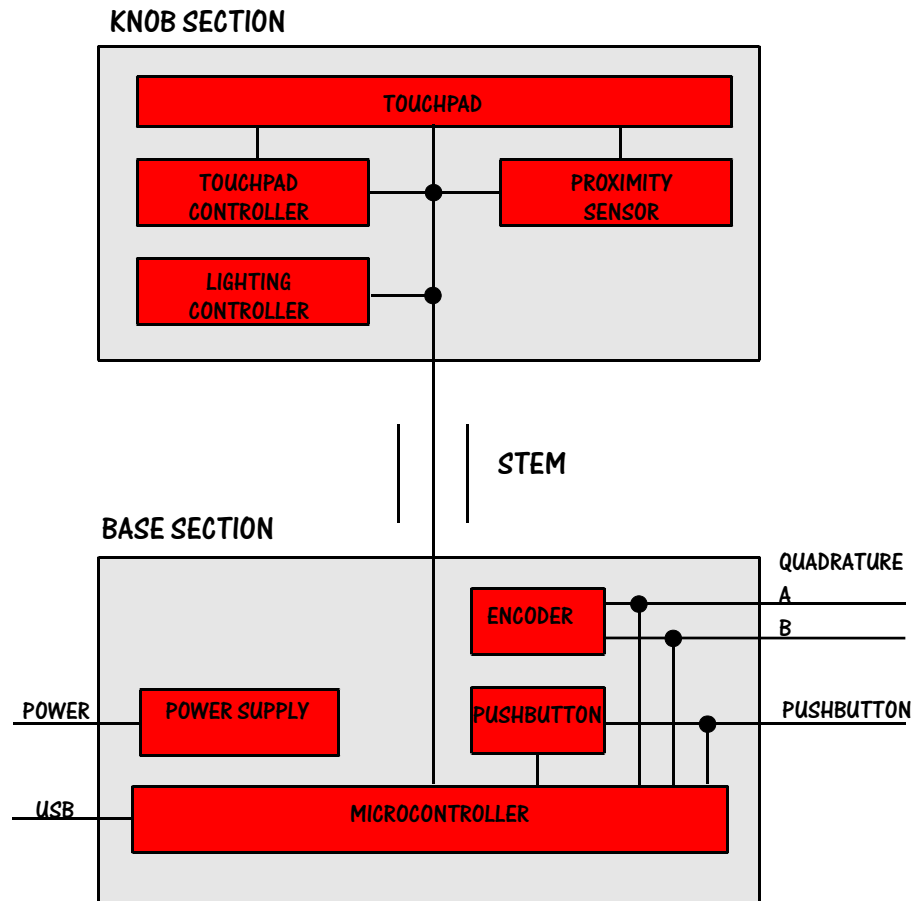 KNOB SECTION
TOUCHPAD
TOUCHPAD
CONTROLLER
PROXIMITY
SENSOR
LIGHTING
CONTROLLER
STEM
BASE SECTION
QUADRATURE
A
ENCODER
B
POWER
POWER SUPPLY
PUSHBUTTON
PUSHBUTTON
USB
MICROCONTROLLER